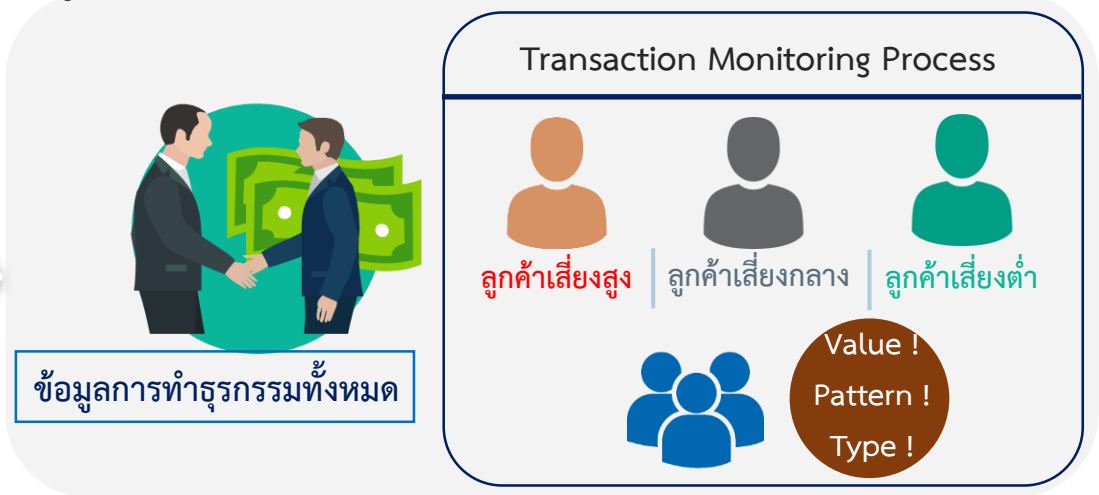 Transaction Monitoring Process
ลูกค้าเสี่ยงสูง
ลูกค้าเสี่ยงกลาง
ลูกค้าเสี่ยงต่ำ
ข้อมูลการทำธุรกรรมทั้งหมด
Value !
Pattern !
Type !